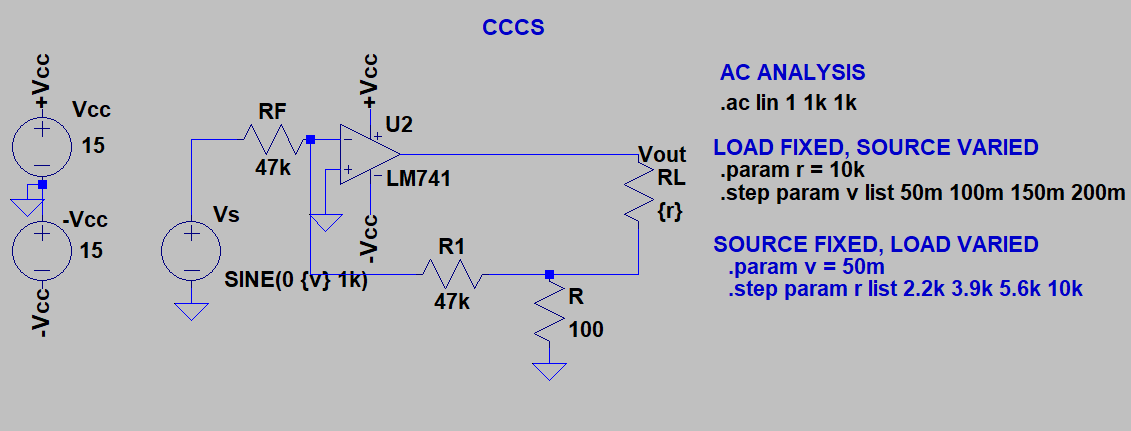 CCCS
+Vcc
Vcc
15
-Vcc
15
-Vcc
Vs
SINE(0 {v} 1k)
RF
47k
+Vcc
U2
LM741
-Vcc
R1
47k
R
100
Vout
RL
{r}
AC ANALYSIS
.ac lin 1 1k 1k
LOAD FIXED, SOURCE VARIED
.param r = 10k
.step param v list 50m 100m 150m 200m
SOURCE FIXED, LOAD VARIED
.param v = 50m
.step param r list 2.2k 3.9k 5.6k 10k